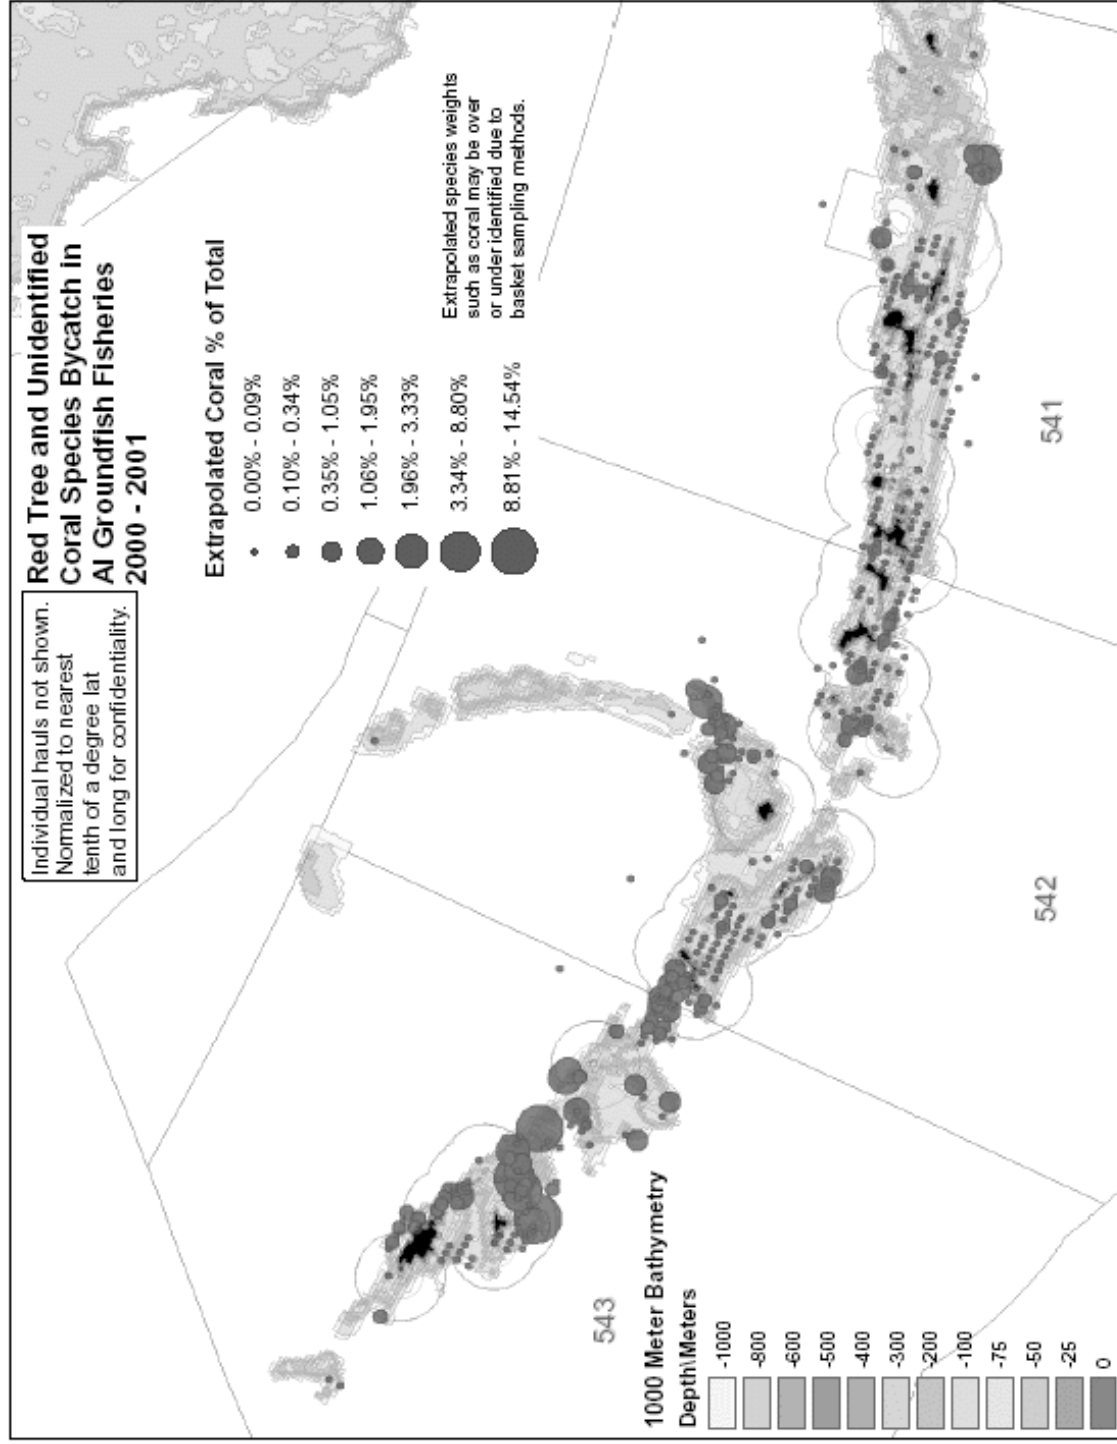 Individual hauls not shown.
Normalized to nearest
tenth of a degree lat
and long for confidentiality.
Red Tree and Unidentified
Coral Species Bycatch in
AI Groundfish Fisheries
2000 - 2001
Extrapolated Coral % of Total
0.00% - 0.09%
0.10% - 0.34%
0.35% - 1.05%
1.06% - 1.95%
1.96% - 3.33%
3.34% - 8.80%
8.81% - 14.54%
Extrapolated species weights
such as coral may be over
or under identified due to
basket sampling methods.
543
542
541
1000 Meter Bathymetry
Depth\Meters
-1000
-800
-600
-500
-400
-300
-200
-100
-75
-50
-25
0